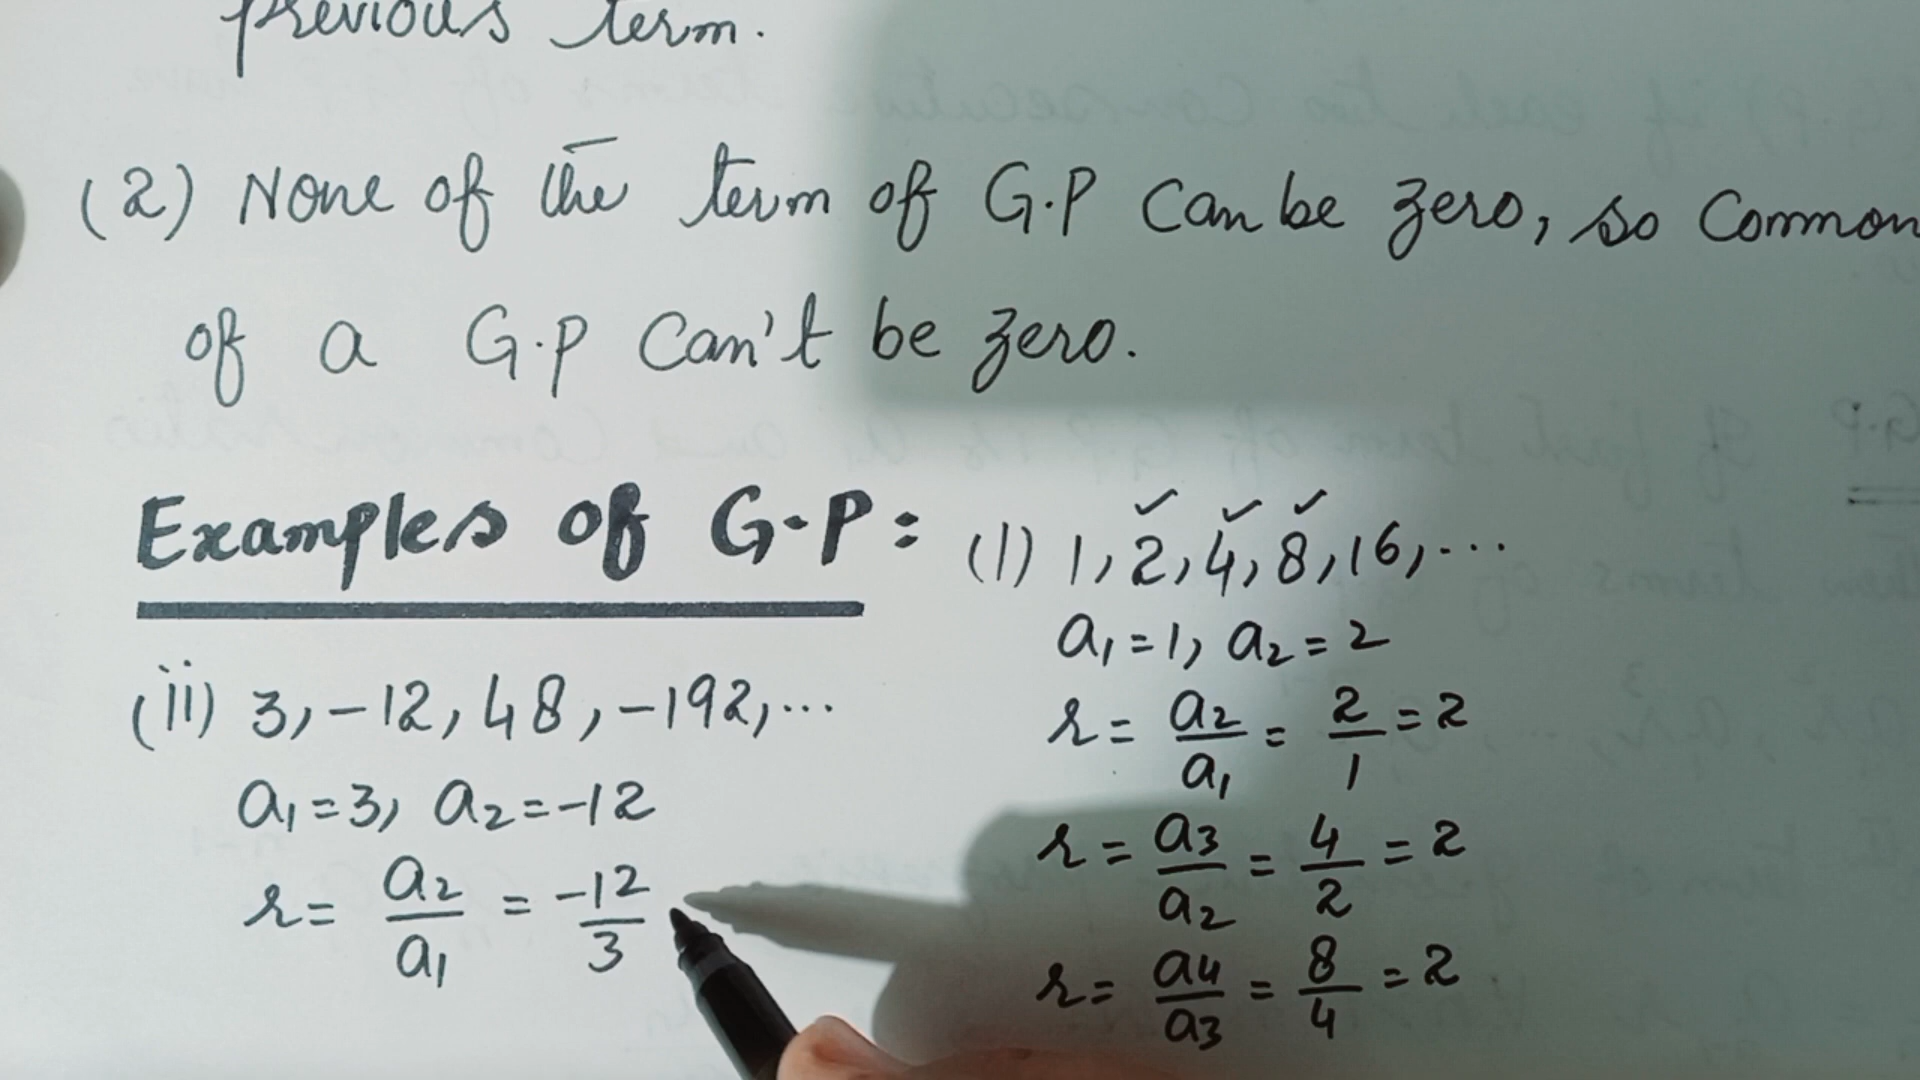 previous term.
(2) None of the term of G.P Can be zero, so Common
of a G.P Can't be zero.
Examples of G.P:
(I) 1, 2, 4, 8, 16, ...
a₁=1, a₂=2
r = a₂/a₁ = 2/1 = 2
r = a₃/a₂ = 4/2 = 2
r = a₄/a₃ = 8/4 = 2
(ii) 3, -12, 48, -192, ...
a₁=3, a₂=-12
r = a₂/a₁ = -12/3